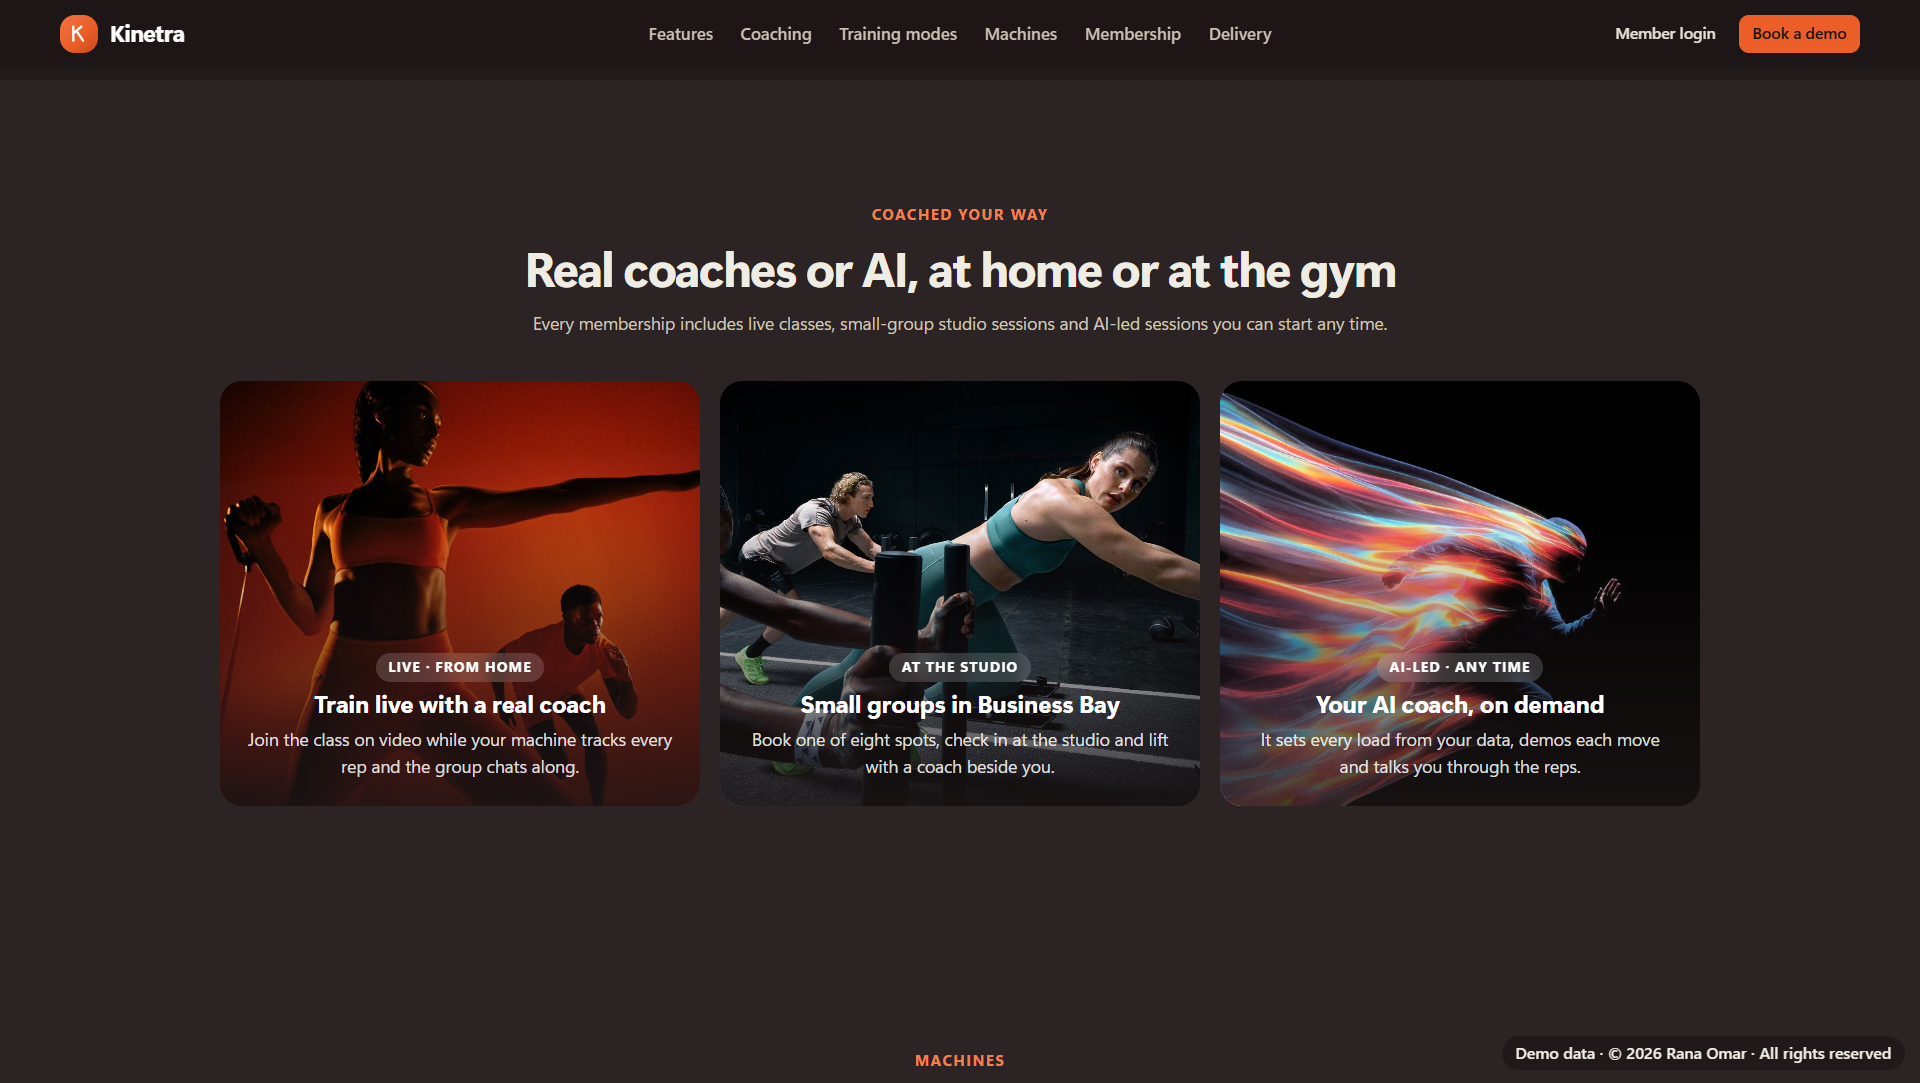 Kinetra
Features
Coaching
Training modes
Machines
Membership
Delivery
Member login
Book a demo
COACHED YOUR WAY
Real coaches or AI, at home or at the gym
Every membership includes live classes, small-group studio sessions and AI-led sessions you can start any time.
LIVE · FROM HOME
Train live with a real coach
Join the class on video while your machine tracks every
rep and the group chats along.
AT THE STUDIO
Small groups in Business Bay
Book one of eight spots, check in at the studio and lift
with a coach beside you.
AI-LED · ANY TIME
Your AI coach, on demand
It sets every load from your data, demos each move
and talks you through the reps.
MACHINES
Demo data · © 2026 Rana Omar · All rights reserved